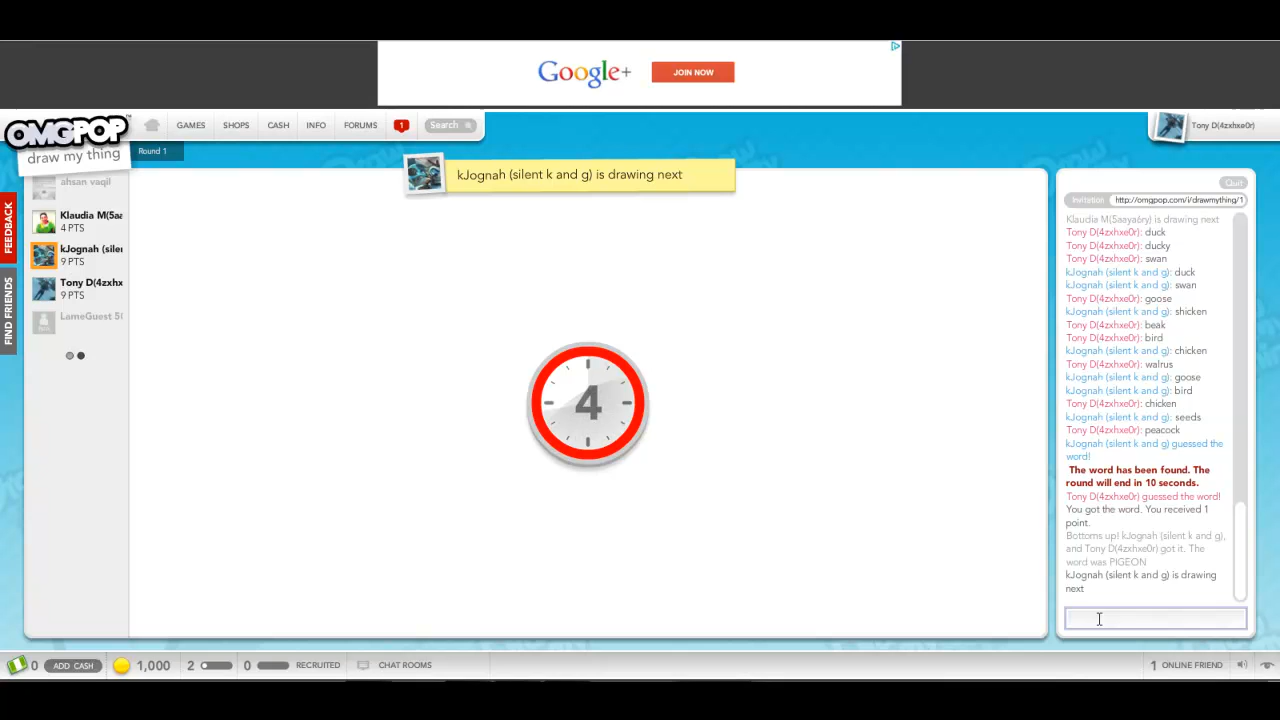 Google+
JOIN NOW
OMGPOP
draw my thing
GAMES
SHOPS
CASH
INFO
FORUMS
1
Search
Tony D(4zxhxe0r)
Round 1
kJognah (silent k and g) is drawing next
FEEDBACK
FIND FRIENDS
ahsan vaqil
Klaudia M(5aa
4 PTS
kJognah (siler
9 PTS
Tony D(4zxhx
9 PTS
LameGuest 5
4
Quit
Invitation http://omgpop.com/i/drawmything/1
Klaudia M(5aaya6ry) is drawing next
Tony D(4zxhxe0r): duck
Tony D(4zxhxe0r): ducky
Tony D(4zxhxe0r): swan
kJognah (silent k and g): duck
kJognah (silent k and g): swan
Tony D(4zxhxe0r): goose
kJognah (silent k and g): shicken
Tony D(4zxhxe0r): beak
Tony D(4zxhxe0r): bird
kJognah (silent k and g): chicken
Tony D(4zxhxe0r): walrus
kJognah (silent k and g): goose
kJognah (silent k and g): bird
Tony D(4zxhxe0r): chicken
kJognah (silent k and g): seeds
Tony D(4zxhxe0r): peacock
kJognah (silent k and g) guessed the
word!
The word has been found. The
round will end in 10 seconds.
Tony D(4zxhxe0r) guessed the word!
You got the word. You received 1
point.
Bottoms up! kJognah (silent k and g),
and Tony D(4zxhxe0r) got it. The
word was PIGEON
kJognah (silent k and g) is drawing
next
0
ADD CASH
1,000
2
0
RECRUITED
CHAT ROOMS
1 ONLINE FRIEND